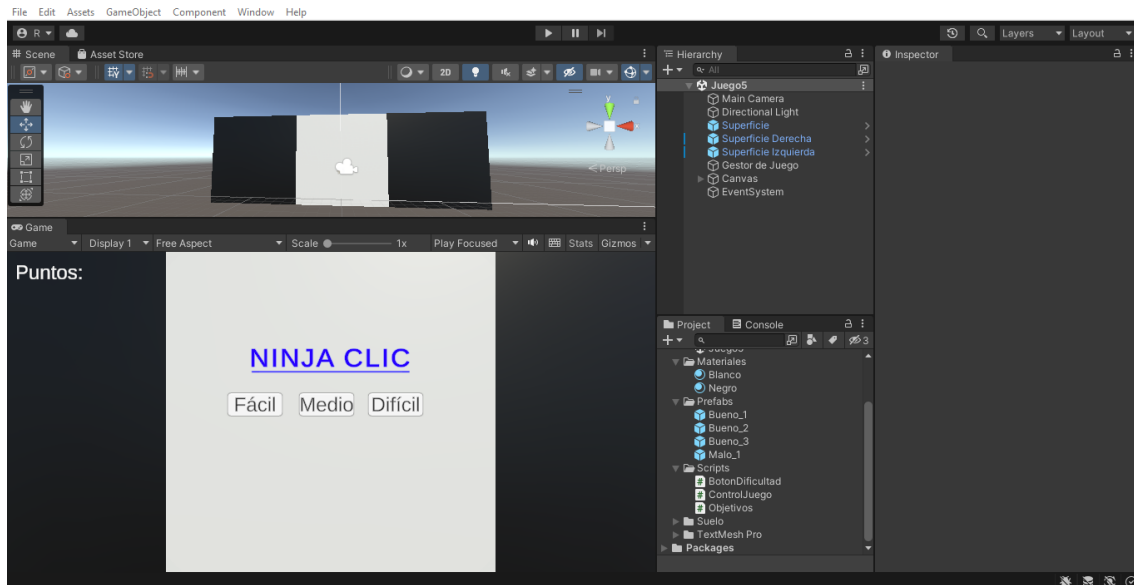 File Edit Assets GameObject Component Window Help
R
Layers Layout
Scene Asset Store
2D
Persp
Game
Game Display 1 Free Aspect Scale 1x Play Focused Stats Gizmos
Puntos:
NINJA CLIC
Fácil Medio Difícil
Hierarchy
All
Juego5
Main Camera
Directional Light
Superficie
Superficie Derecha
Superficie Izquierda
Gestor de Juego
Canvas
EventSystem
Project Console
3
Materiales
Blanco
Negro
Prefabs
Bueno_1
Bueno_2
Bueno_3
Malo_1
Scripts
BotonDificultad
ControlJuego
Objetivos
Suelo
TextMesh Pro
Packages
Inspector